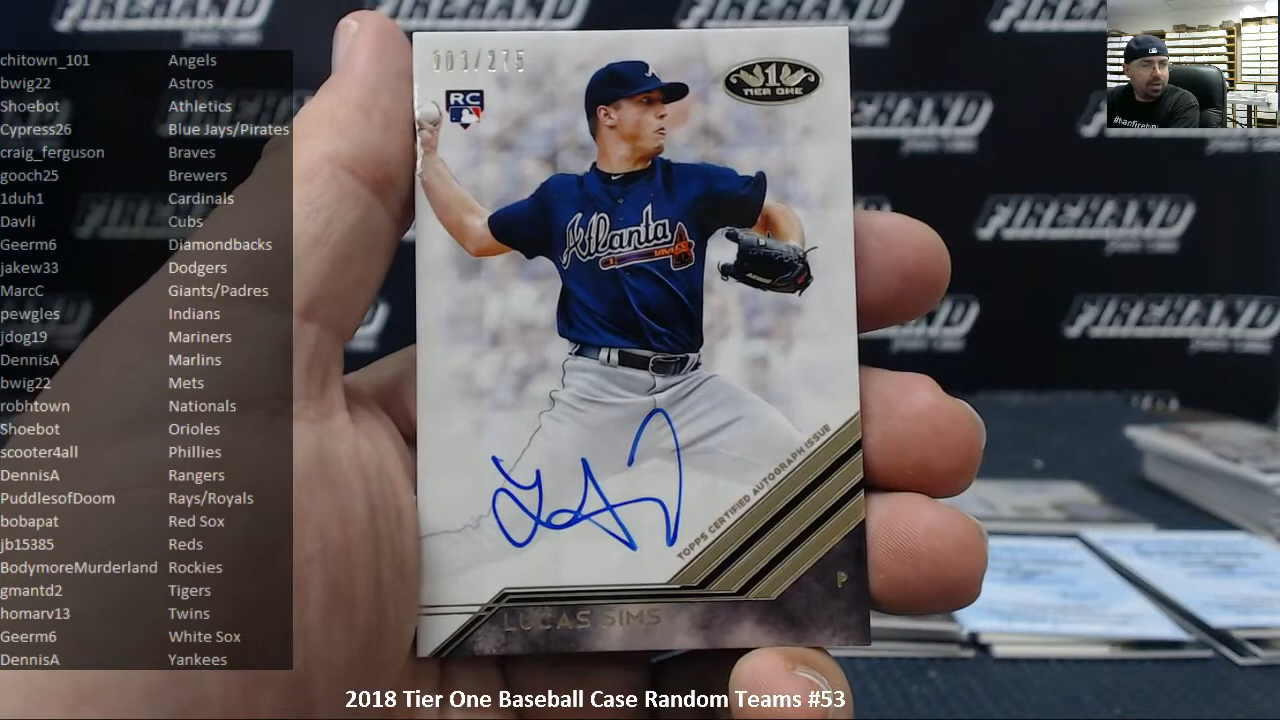 chitown_101 Angels
bwig22 Astros
Shoebot Athletics
Cypress26 Blue Jays/Pirates
craig_ferguson Braves
gooch25 Brewers
1duh1 Cardinals
Davli Cubs
Geerm6 Diamondbacks
jakew33 Dodgers
MarcC Giants/Padres
pewgles Indians
jdog19 Mariners
DennisA Marlins
bwig22 Mets
robhtown Nationals
Shoebot Orioles
scooter4all Phillies
DennisA Rangers
PuddlesofDoom Rays/Royals
bobapat Red Sox
jb15385 Reds
BodymoreMurderland Rockies
gmantd2 Tigers
homarv13 Twins
Geerm6 White Sox
DennisA Yankees
/275
RC
1
TIER ONE
Atlanta
TOPPS CERTIFIED AUTOGRAPH ISSUE
P
LUCAS SIMS
FIREHAND
FIREHAND
FIREHAND
FIREHAND
2018 Tier One Baseball Case Random Teams #53